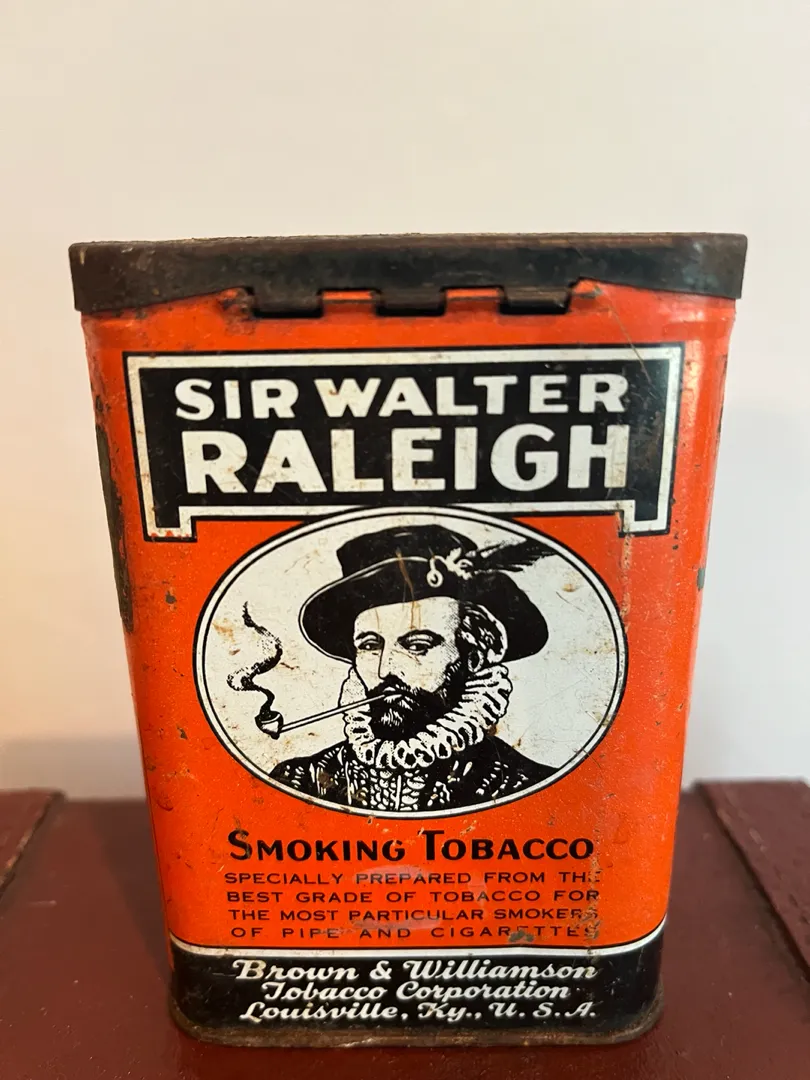 SIR WALTER
RALEIGH
SMOKING TOBACCO
SPECIALLY PREPARED FROM THE
BEST GRADE OF TOBACCO FOR
THE MOST PARTICULAR SMOKERS
OF PIPE AND CIGARETTES
Brown & Williamson
Tobacco Corporation
Louisville, Ky., U. S. A.